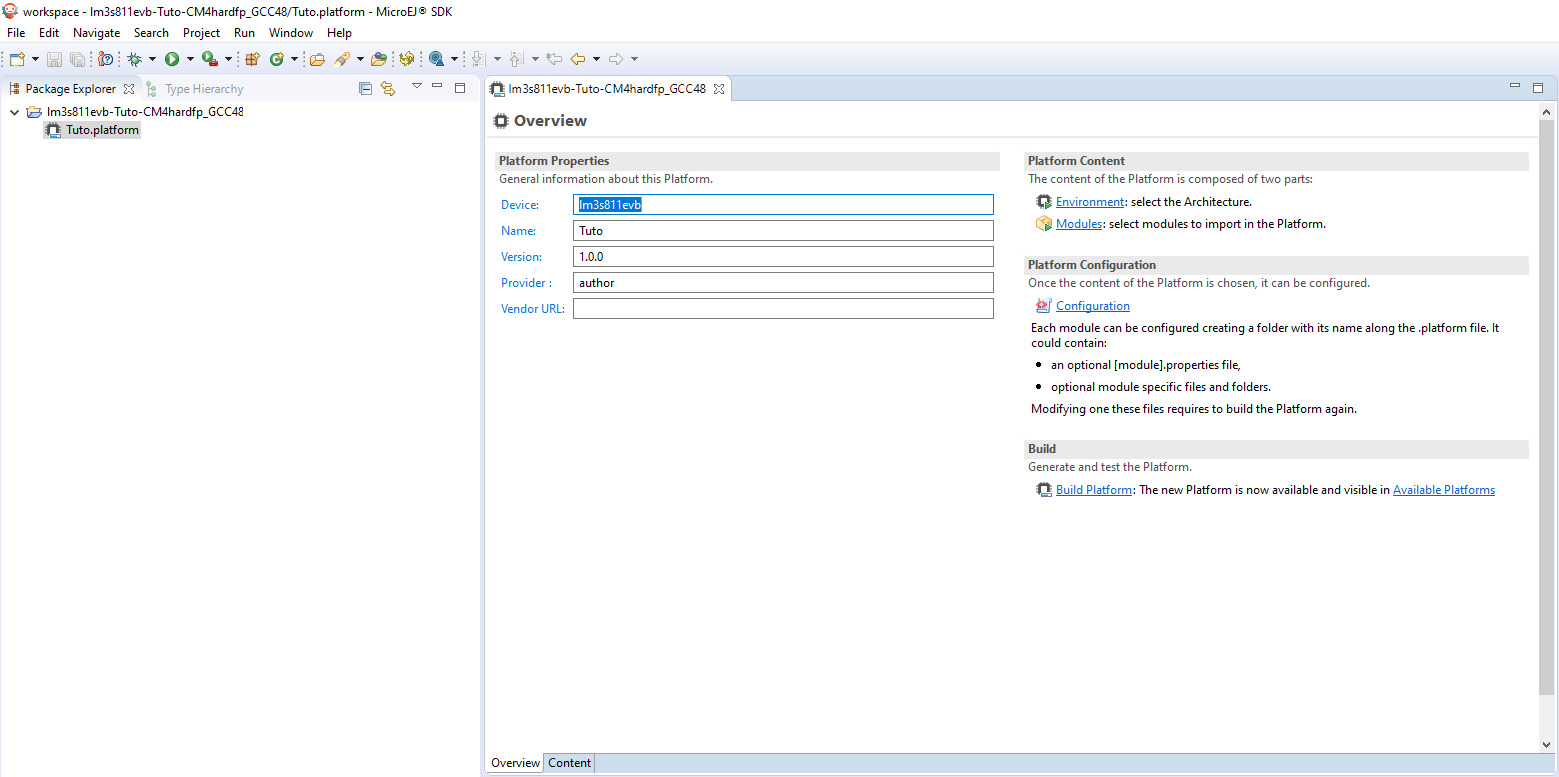 workspace - lm3s811evb-Tuto-CM4hardfp_GCC48/Tuto.platform - MicroEJ® SDK
File Edit Navigate Search Project Run Window Help
Package Explorer Type Hierarchy
lm3s811evb-Tuto-CM4hardfp_GCC48
Tuto.platform
lm3s811evb-Tuto-CM4hardfp_GCC48
Overview
Platform Properties
General information about this Platform.
Device: lm3s811evb
Name: Tuto
Version: 1.0.0
Provider : author
Vendor URL:
Platform Content
The content of the Platform is composed of two parts:
Environment: select the Architecture.
Modules: select modules to import in the Platform.
Platform Configuration
Once the content of the Platform is chosen, it can be configured.
Configuration
Each module can be configured creating a folder with its name along the .platform file. It
could contain:
• an optional [module].properties file,
• optional module specific files and folders.
Modifying one these files requires to build the Platform again.
Build
Generate and test the Platform.
Build Platform: The new Platform is now available and visible in Available Platforms
Overview Content